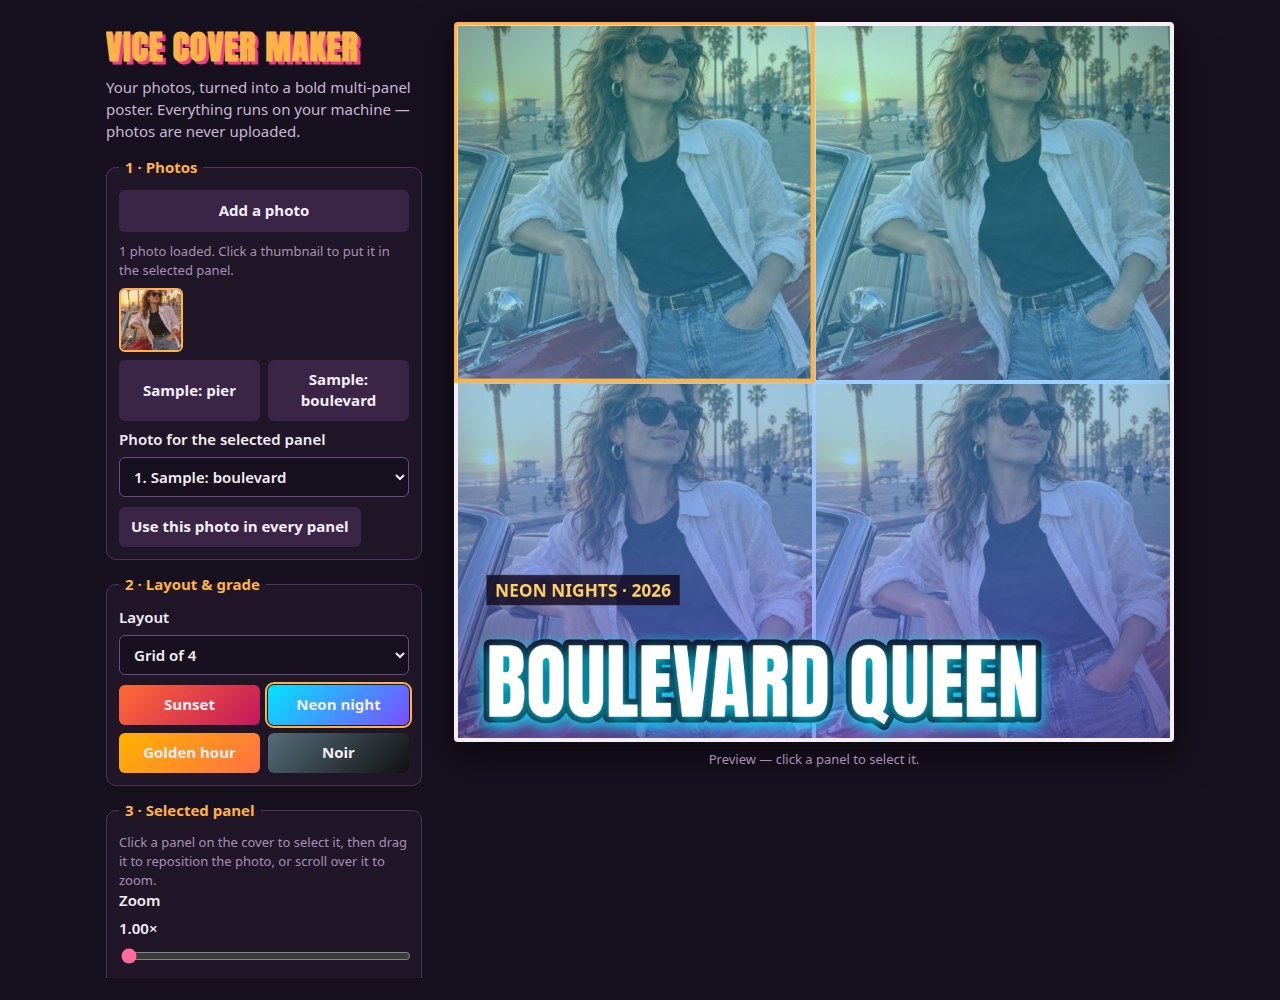 VICE COVER MAKER
Your photos, turned into a bold multi-panel
poster. Everything runs on your machine —
photos are never uploaded.
1 · Photos
Add a photo
1 photo loaded. Click a thumbnail to put it in
the selected panel.
Sample: pier
Sample:
boulevard
Photo for the selected panel
1. Sample: boulevard
Use this photo in every panel
2 · Layout & grade
Layout
Grid of 4
Sunset
Neon night
Golden hour
Noir
3 · Selected panel
Click a panel on the cover to select it, then drag
it to reposition the photo, or scroll over it to
zoom.
Zoom
1.00×
NEON NIGHTS · 2026
BOULEVARD QUEEN
Preview — click a panel to select it.